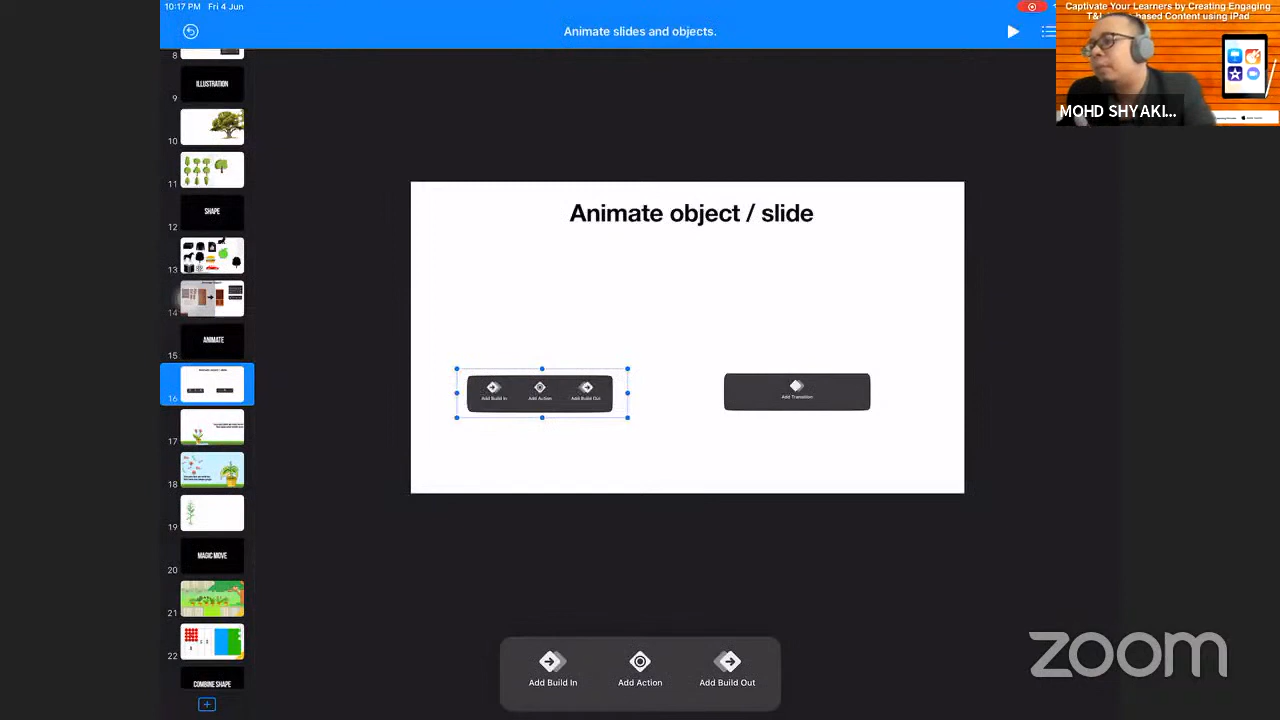 10:17 PM Fri 4 Jun
Animate slides and objects.
Captivate Your Learners by Creating Engaging
MOHD SHYAKI...
8
ILLUSTRATION
9
10
11
SHAPE
12
13
14
ANIMATE
15
16
17
18
19
MAGIC MOVE
20
21
22
COMBINE SHAPE
Animate object / slide
Add Build In
Add Action
Add Build Out
Add Transition
Add Build In
Add Action
Add Build Out
zoom